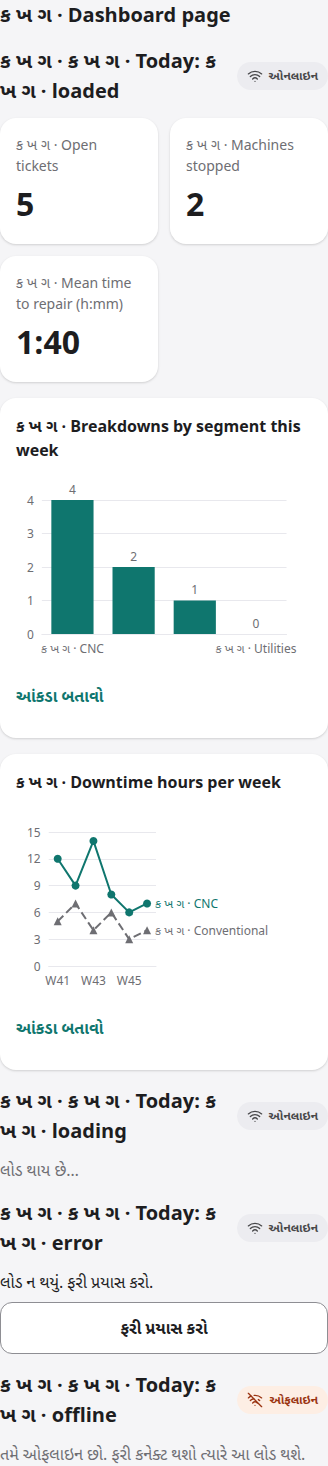 ક ખ ગ · Dashboard page
ક ખ ગ · ક ખ ગ · Today: ક
ખ ગ · loaded
ઓનલાઇન
ક ખ ગ · Open
tickets
5
ક ખ ગ · Machines
stopped
2
ક ખ ગ · Mean time
to repair (h:mm)
1:40
ક ખ ગ · Breakdowns by segment this
week
4
4
3
2
2
1
1
0
0
ક ખ ગ · CNC
ક ખ ગ · Utilities
આંકડા બતાવો
ક ખ ગ · Downtime hours per week
15
12
9
6
3
0
ક ખ ગ · CNC
ક ખ ગ · Conventional
W41 W43 W45
આંકડા બતાવો
ક ખ ગ · ક ખ ગ · Today: ક
ખ ગ · loading
ઓનલાઇન
લોડ થાય છે…
ક ખ ગ · ક ખ ગ · Today: ક
ખ ગ · error
ઓનલાઇન
લોડ ન થયું. ફરી પ્રયાસ કરો.
ફરી પ્રયાસ કરો
ક ખ ગ · ક ખ ગ · Today: ક
ખ ગ · offline
ઓફલાઇન
તમે ઓફલાઇન છો. ફરી કનેક્ટ થશો ત્યારે આ લોડ થશે.